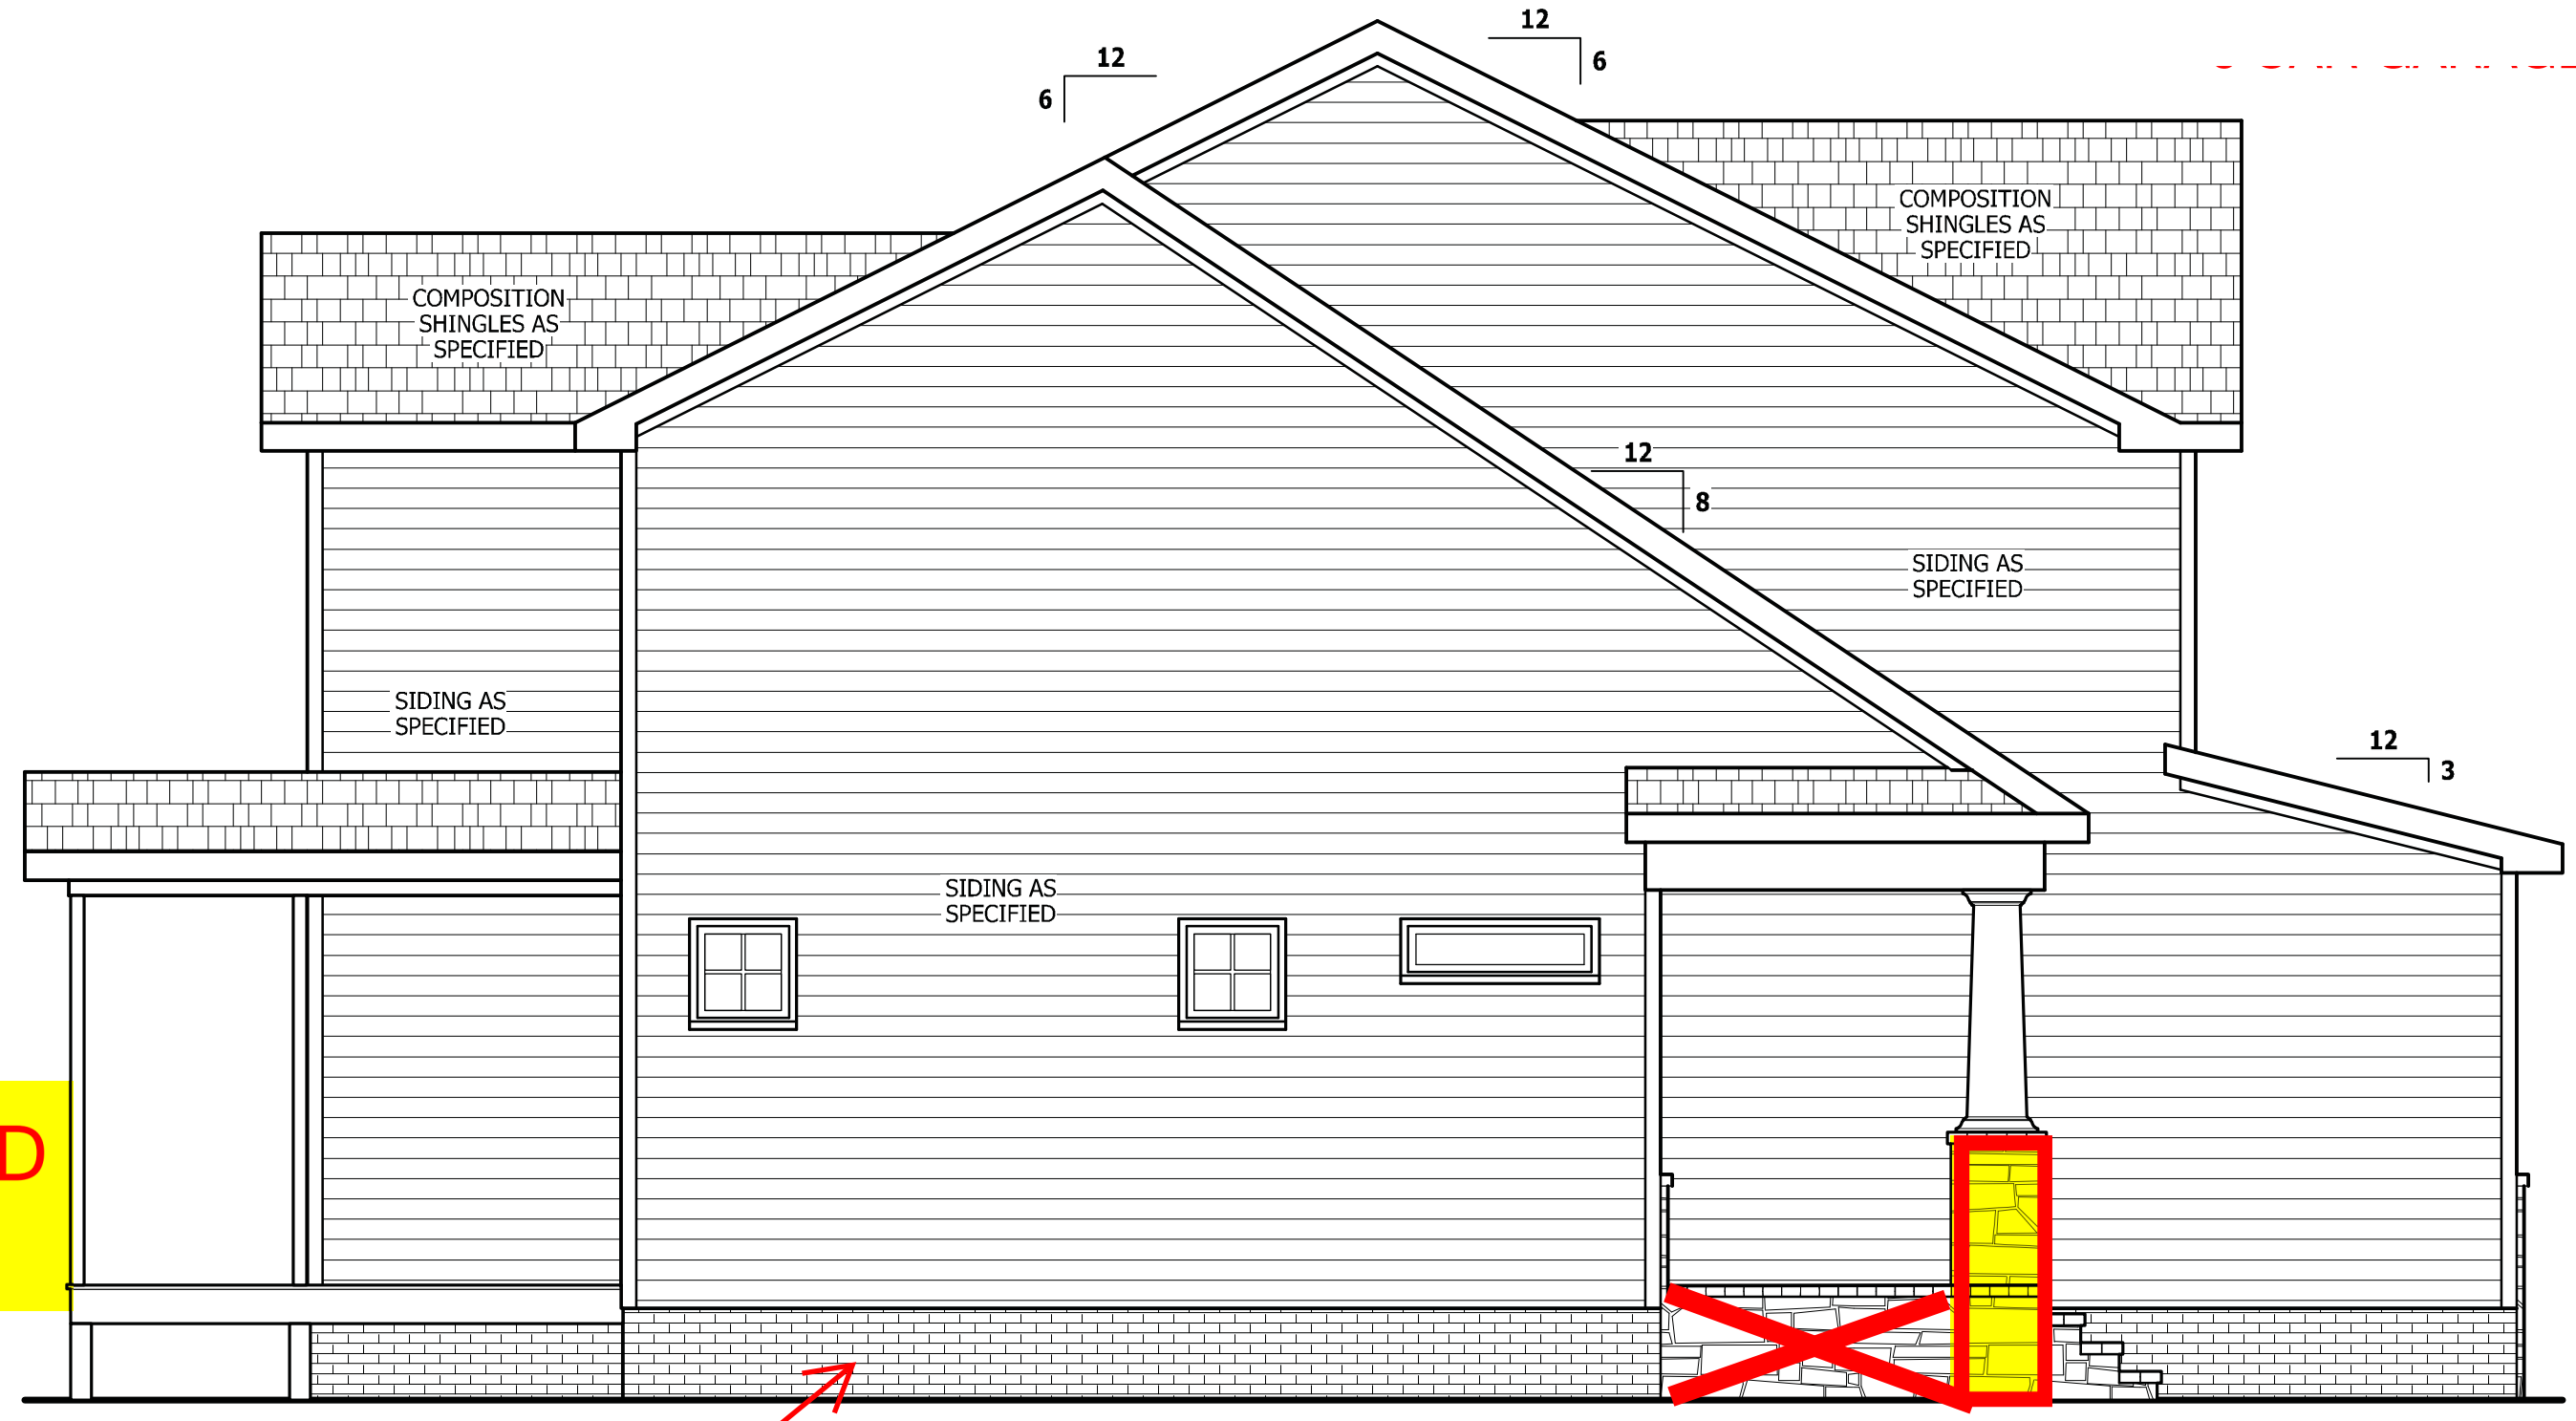 12
6
12
6
COMPOSITION
SHINGLES AS
SPECIFIED
COMPOSITION
SHINGLES AS
SPECIFIED
12
8
SIDING AS
SPECIFIED
SIDING AS
SPECIFIED
12
3
SIDING AS
SPECIFIED
D